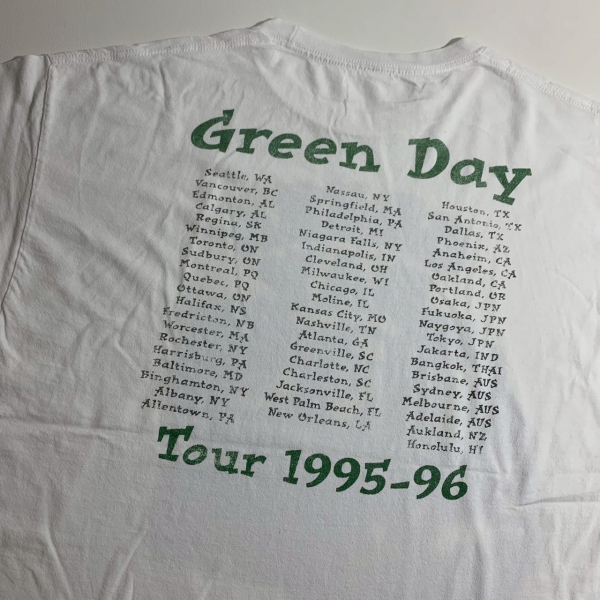 Green Day
Seattle, WA
Vancouver, BC
Edmonton, AL
Calgary, AL
Regina, SK
Winnipeg, MB
Toronto, ON
Sudbury, ON
Montreal, PQ
Quebec, PQ
Ottawa, ON
Halifax, NS
Fredricton, NB
Worcester, MA
Rochester, NY
Harrisburg, PA
Baltimore, MD
Binghamton, NY
Albany, NY
Allentown, PA
Nassau, NY
Springfield, MA
Philadelphia, PA
Detroit, MI
Niagara Falls, NY
Indianapolis, IN
Cleveland, OH
Milwaukee, WI
Chicago, IL
Moline, IL
Kansas City, MO
Nashville, TN
Atlanta, GA
Greenville, SC
Charlotte, NC
Charleston, SC
Jacksonville, FL
West Palm Beach, FL
New Orleans, LA
Houston, TX
San Antonio, TX
Dallas, TX
Phoenix, AZ
Anaheim, CA
Los Angeles, CA
Oakland, CA
Portland, OR
Osaka, JPN
Fukuoka, JPN
Naygoya, JPN
Tokyo, JPN
Jakarta, IND
Bangkok, THAI
Brisbane, AUS
Sydney, AUS
Melbourne, AUS
Adelaide, AUS
Aukland, NZ
Honolulu, HI
Tour 1995-96